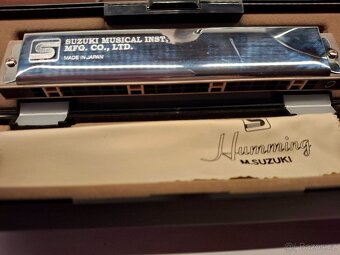 SUZUKI MUSICAL INST.
MFG. CO., LTD.
MADE IN JAPAN
S
Humming
M.SUZUKI